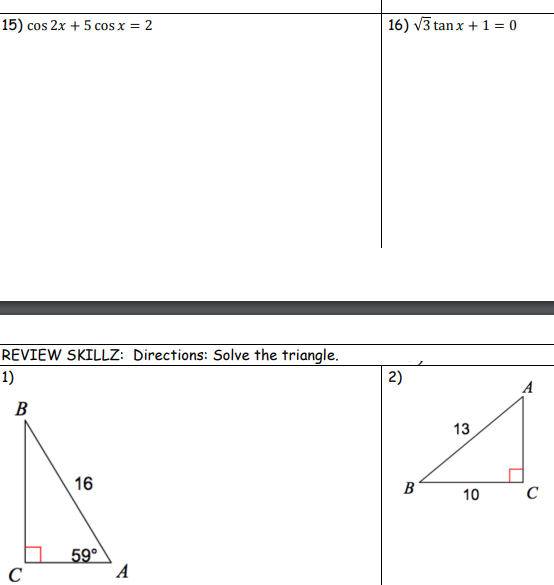 15) cos 2x + 5 cos x = 2
16) √3 tan x + 1 = 0
REVIEW SKILLZ: Directions: Solve the triangle.
1)
B
16
59°
C
A
2)
A
13
B
10
C